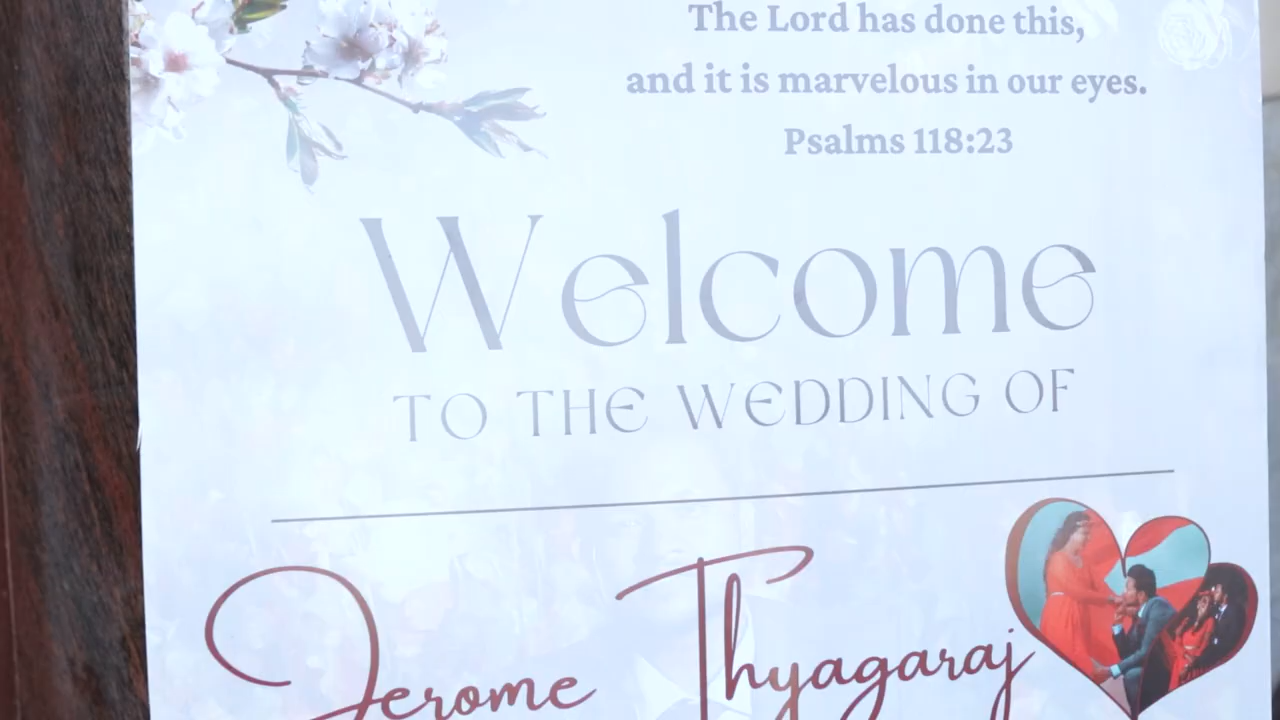 The Lord has done this,
and it is marvelous in our eyes.
Psalms 118:23
Welcome
TO THE WEDDING OF
Jerome Thyagaraj